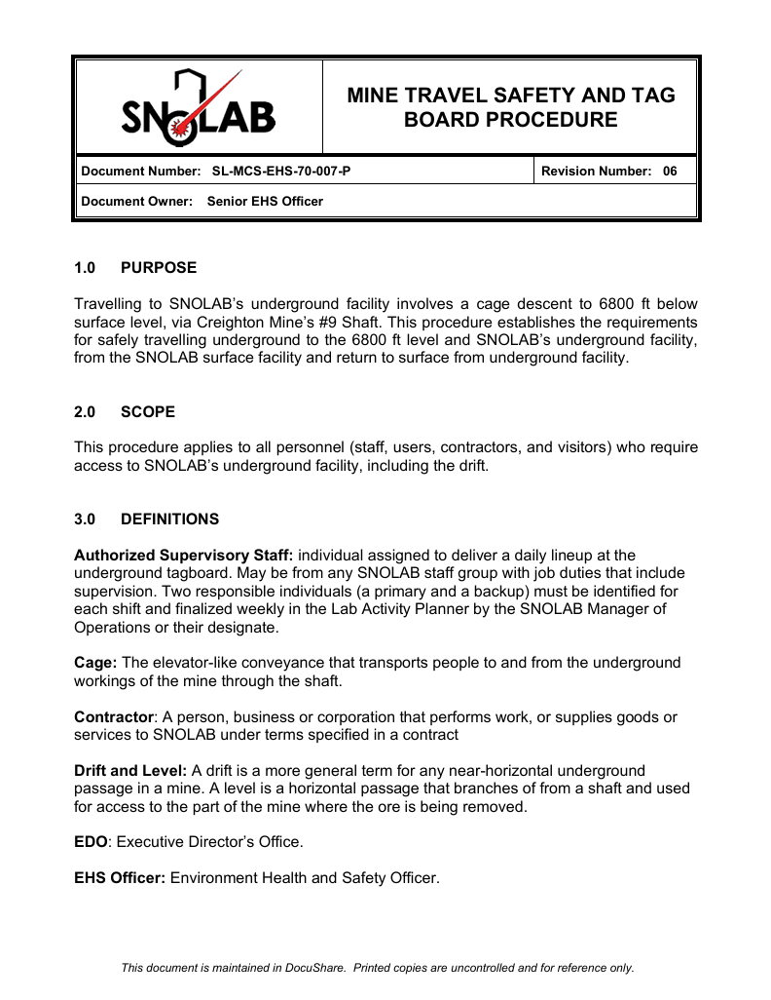 SNOLAB
MINE TRAVEL SAFETY AND TAG
BOARD PROCEDURE
Document Number: SL-MCS-EHS-70-007-P
Revision Number: 06
Document Owner: Senior EHS Officer
1.0 PURPOSE
Travelling to SNOLAB’s underground facility involves a cage descent to 6800 ft below
surface level, via Creighton Mine’s #9 Shaft. This procedure establishes the requirements
for safely travelling underground to the 6800 ft level and SNOLAB’s underground facility,
from the SNOLAB surface facility and return to surface from underground facility.
2.0 SCOPE
This procedure applies to all personnel (staff, users, contractors, and visitors) who require
access to SNOLAB’s underground facility, including the drift.
3.0 DEFINITIONS
Authorized Supervisory Staff: individual assigned to deliver a daily lineup at the
underground tagboard. May be from any SNOLAB staff group with job duties that include
supervision. Two responsible individuals (a primary and a backup) must be identified for
each shift and finalized weekly in the Lab Activity Planner by the SNOLAB Manager of
Operations or their designate.
Cage: The elevator-like conveyance that transports people to and from the underground
workings of the mine through the shaft.
Contractor: A person, business or corporation that performs work, or supplies goods or
services to SNOLAB under terms specified in a contract
Drift and Level: A drift is a more general term for any near-horizontal underground
passage in a mine. A level is a horizontal passage that branches of from a shaft and used
for access to the part of the mine where the ore is being removed.
EDO: Executive Director’s Office.
EHS Officer: Environment Health and Safety Officer.
This document is maintained in DocuShare. Printed copies are uncontrolled and for reference only.